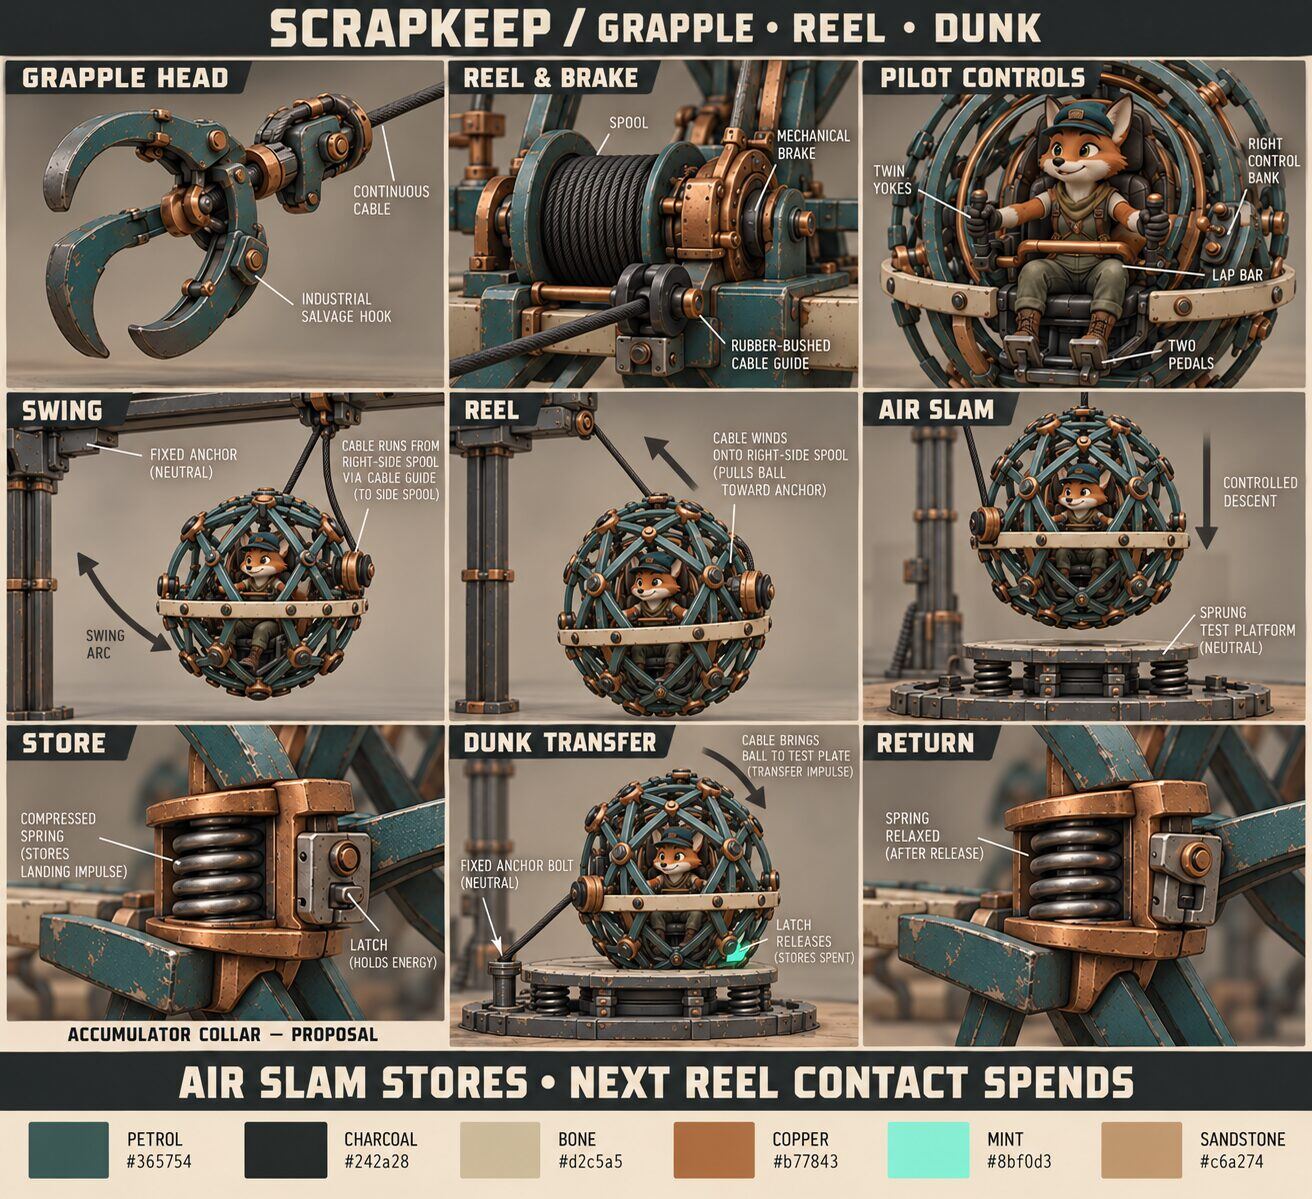 SCRAPKEEP / GRAPPLE • REEL • DUNK
GRAPPLE HEAD
CONTINUOUS
CABLE
INDUSTRIAL
SALVAGE HOOK
REEL & BRAKE
SPOOL
MECHANICAL
BRAKE
RUBBER-BUSHED
CABLE GUIDE
PILOT CONTROLS
TWIN
YOKES
RIGHT
CONTROL
BANK
LAP BAR
TWO
PEDALS
SWING
FIXED ANCHOR
(NEUTRAL)
CABLE RUNS FROM
RIGHT-SIDE SPOOL
VIA CABLE GUIDE
(TO SIDE SPOOL)
SWING
ARC
REEL
CABLE WINDS
ONTO RIGHT-SIDE SPOOL
(PULLS BALL
TOWARD ANCHOR)
AIR SLAM
CONTROLLED
DESCENT
SPRUNG
TEST PLATFORM
(NEUTRAL)
STORE
COMPRESSED
SPRING
(STORES
LANDING IMPULSE)
LATCH
(HOLDS ENERGY)
ACCUMULATOR COLLAR — PROPOSAL
DUNK TRANSFER
CABLE BRINGS
BALL TO TEST PLATE
(TRANSFER IMPULSE)
FIXED ANCHOR BOLT
(NEUTRAL)
LATCH
RELEASES
(STORES SPENT)
RETURN
SPRING
RELAXED
(AFTER RELEASE)
AIR SLAM STORES • NEXT REEL CONTACT SPENDS
PETROL
#365754
CHARCOAL
#242a28
BONE
#d2c5a5
COPPER
#b77843
MINT
#8bf0d3
SANDSTONE
#c6a274